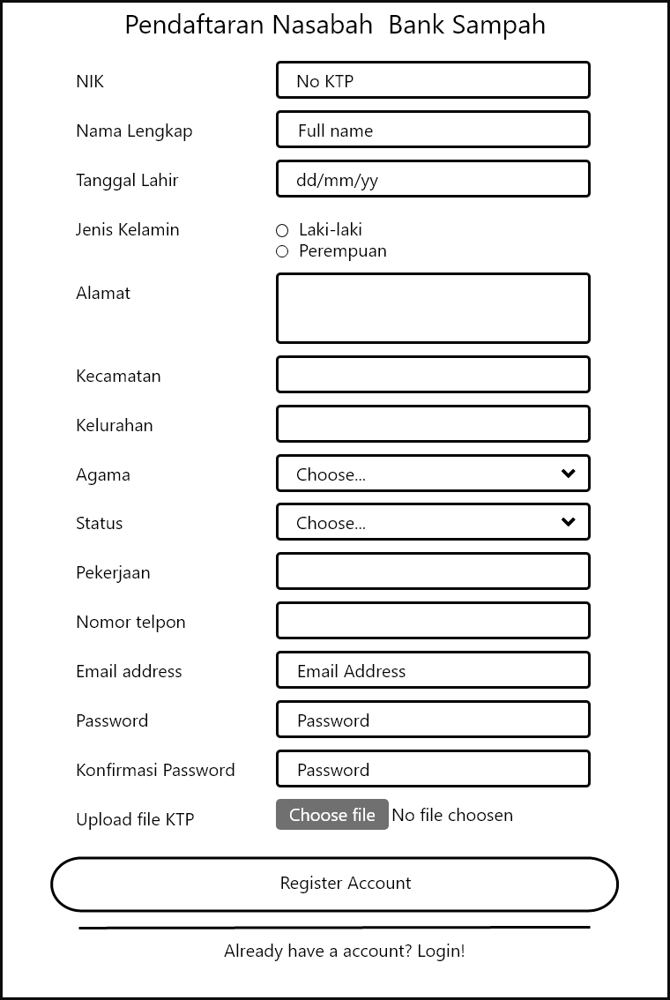 Pendaftaran Nasabah  Bank Sampah
NIK No KTP
Nama Lengkap Full name
Tanggal Lahir dd/mm/yy
Jenis Kelamin Laki-laki
Perempuan
Alamat
Kecamatan
Kelurahan
Agama Choose...
Status Choose...
Pekerjaan
Nomor telpon
Email address Email Address
Password Password
Konfirmasi Password Password
Upload file KTP Choose file No file choosen
Register Account
Already have a account? Login!